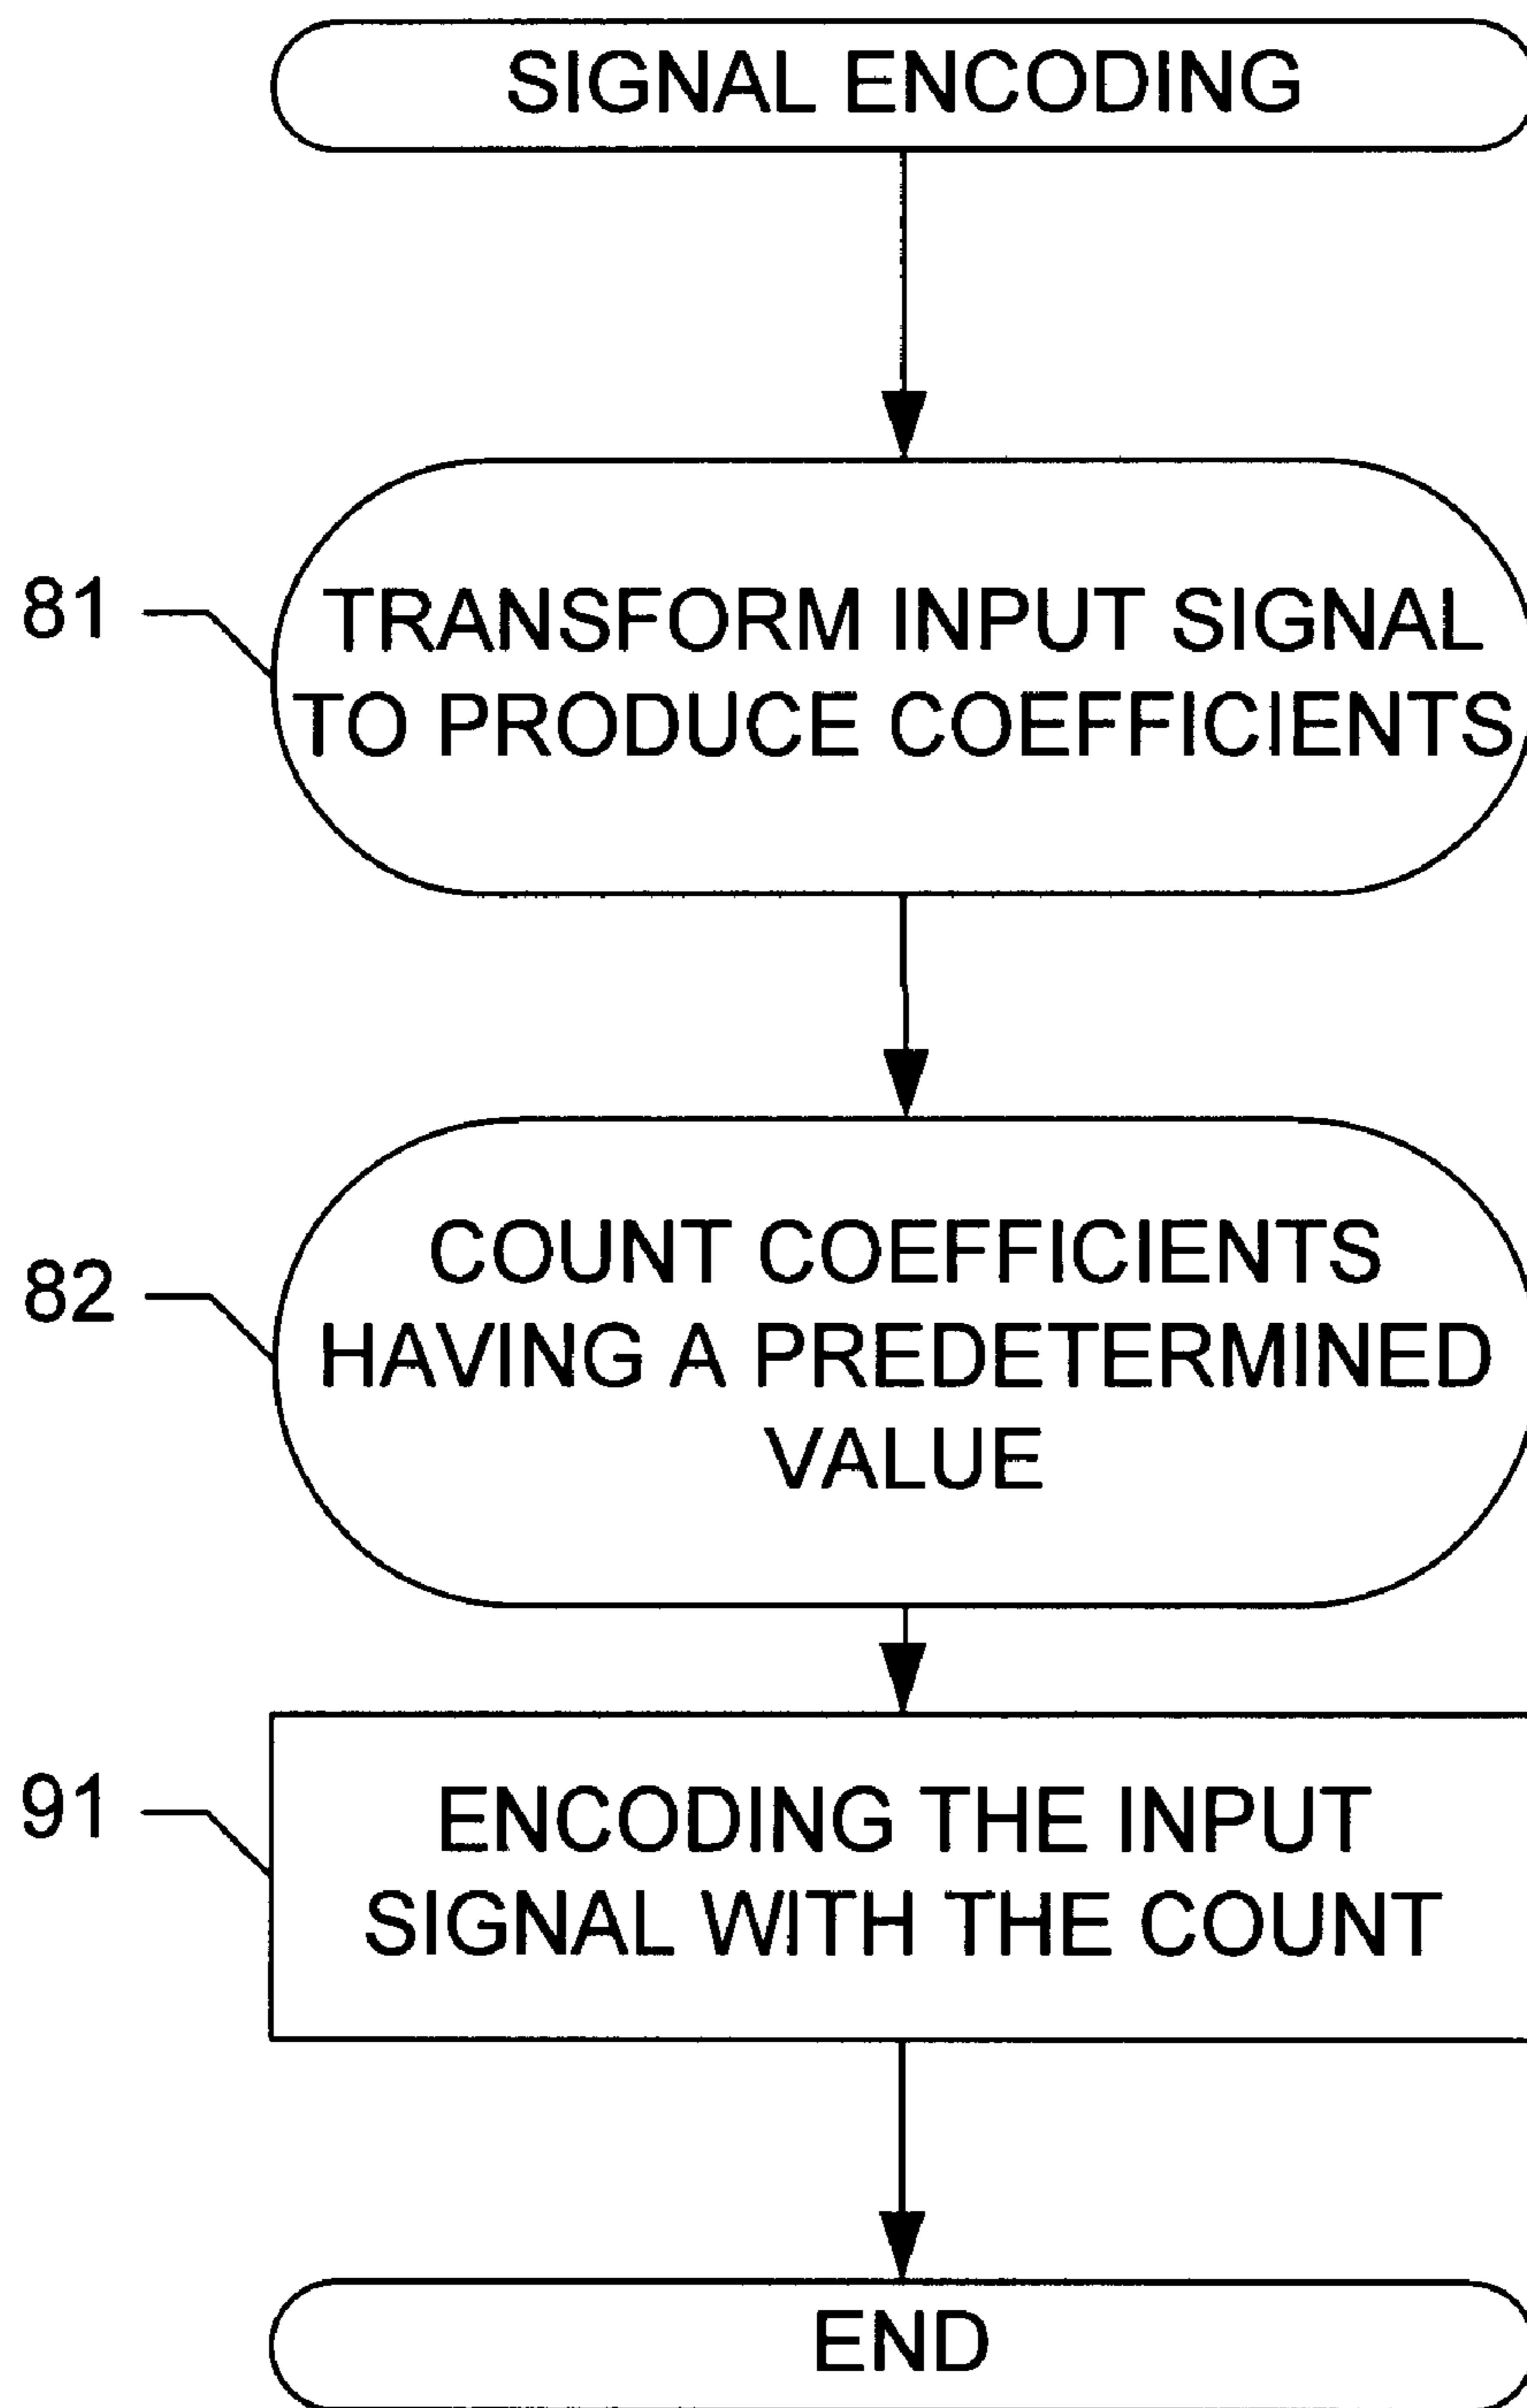 SIGNAL ENCODING
81
TRANSFORM INPUT SIGNAL
TO PRODUCE COEFFICIENTS
82
COUNT COEFFICIENTS
HAVING A PREDETERMINED
VALUE
91
ENCODING THE INPUT
SIGNAL WITH THE COUNT
END